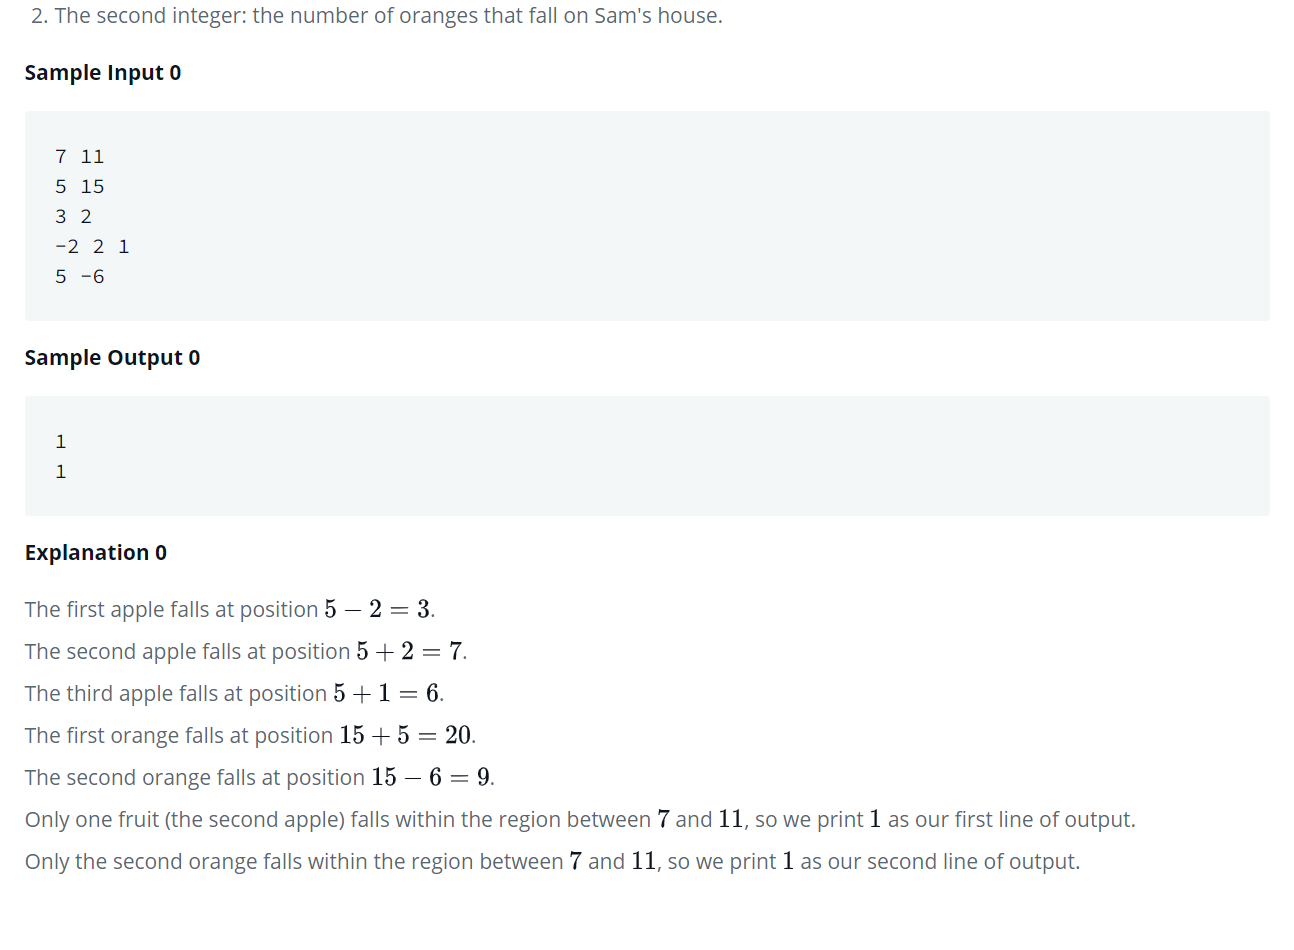 2. The second integer: the number of oranges that fall on Sam's house.
Sample Input 0
7 11
5 15
3 2
-2 2 1
5 -6
Sample Output 0
1
1
Explanation 0
The first apple falls at position 5 − 2 = 3.
The second apple falls at position 5 + 2 = 7.
The third apple falls at position 5 + 1 = 6.
The first orange falls at position 15 + 5 = 20.
The second orange falls at position 15 − 6 = 9.
Only one fruit (the second apple) falls within the region between 7 and 11, so we print 1 as our first line of output.
Only the second orange falls within the region between 7 and 11, so we print 1 as our second line of output.